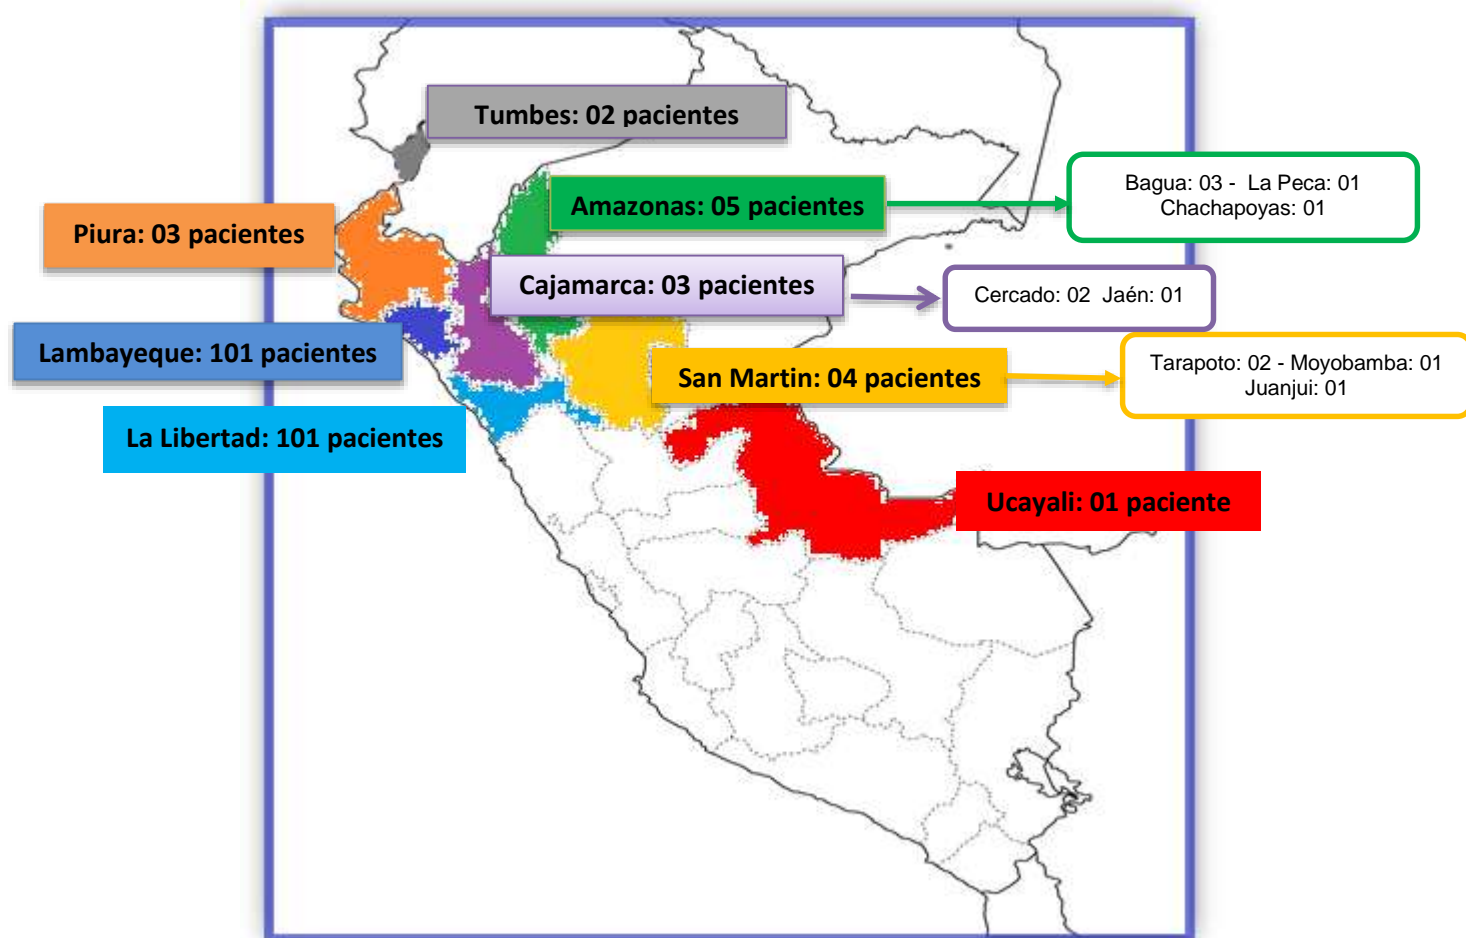 Tumbes: 02 pacientes
Amazonas: 05 pacientes
Bagua: 03 - La Peca: 01
Chachapoyas: 01
Piura: 03 pacientes
Cajamarca: 03 pacientes
Cercado: 02 Jaén: 01
Lambayeque: 101 pacientes
San Martin: 04 pacientes
Tarapoto: 02 - Moyobamba: 01
Juanjui: 01
La Libertad: 101 pacientes
Ucayali: 01 paciente